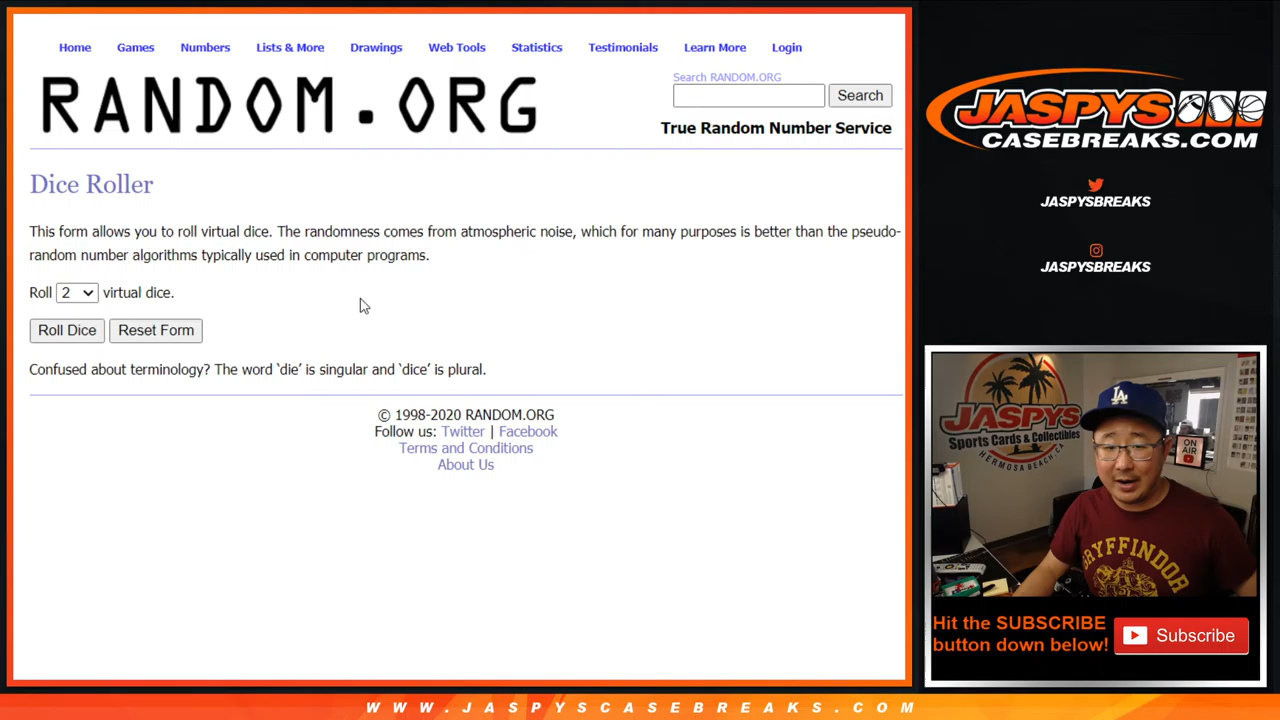 Home Games Numbers Lists & More Drawings Web Tools Statistics Testimonials Learn More Login
RANDOM.ORG
Search RANDOM.ORG
Search
True Random Number Service
Dice Roller
This form allows you to roll virtual dice. The randomness comes from atmospheric noise, which for many purposes is better than the pseudo-
random number algorithms typically used in computer programs.
Roll 2 virtual dice.
Roll Dice Reset Form
Confused about terminology? The word ‘die’ is singular and ‘dice’ is plural.
© 1998-2020 RANDOM.ORG
Follow us: Twitter | Facebook
Terms and Conditions
About Us
JASPYS
CASEBREAKS.COM
JASPYSBREAKS
JASPYSBREAKS
JASPYS
Sports Cards & Collectibles
HERMOSA BEACH, CA
LA
ON
AIR
GRYFFINDOR
Hit the SUBSCRIBE
button down below!
Subscribe
WWW.JASPYSCASEBREAKS.COM